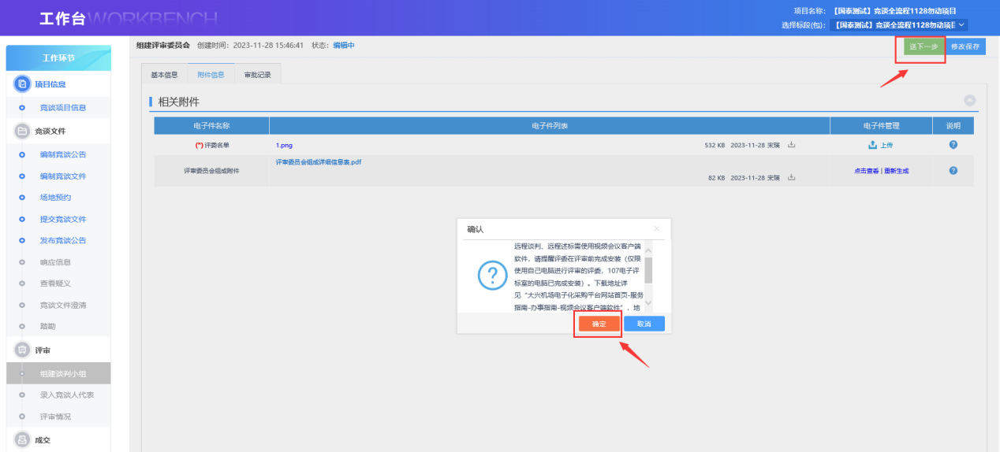 工作台WORKBENCH
项目名称：【国泰测试】竞谈全流程1128勿动项目
选择标段(包)：【国泰测试】竞谈全流程1128勿动项目
组建评审委员会 创建时间：2023-11-28 15:46:41 状态：编辑中
送下一步 修改保存
工作环节
项目信息
竞谈项目信息
竞谈文件
编制竞谈公告
编制竞谈文件
场地预约
提交竞谈文件
发布竞谈公告
响应信息
查看疑义
竞谈文件澄清
踏勘
评审
组建谈判小组
录入竞谈人代表
评审情况
成交
基本信息 附件信息 审批记录
相关附件
电子件名称 电子件列表 电子件管理 说明
(*)评委名单 1.png 532 KB 2023-11-28 宋瑛 上传
评审委员会组成附件 评审委员会组成详细信息表.pdf 82 KB 2023-11-28 宋瑛 点击查看 | 重新生成
确认
远程谈判、远程述标需使用视频会议客户端
软件，请提醒评委在评审前完成安装（仅限
使用自己电脑进行评审的评委，107电子评
标室的电脑已完成安装）。下载地址详
见“大兴机场电子化采购平台网站首页-服务
指南-办事指南-视频会议客户端软件”，地
确定 取消